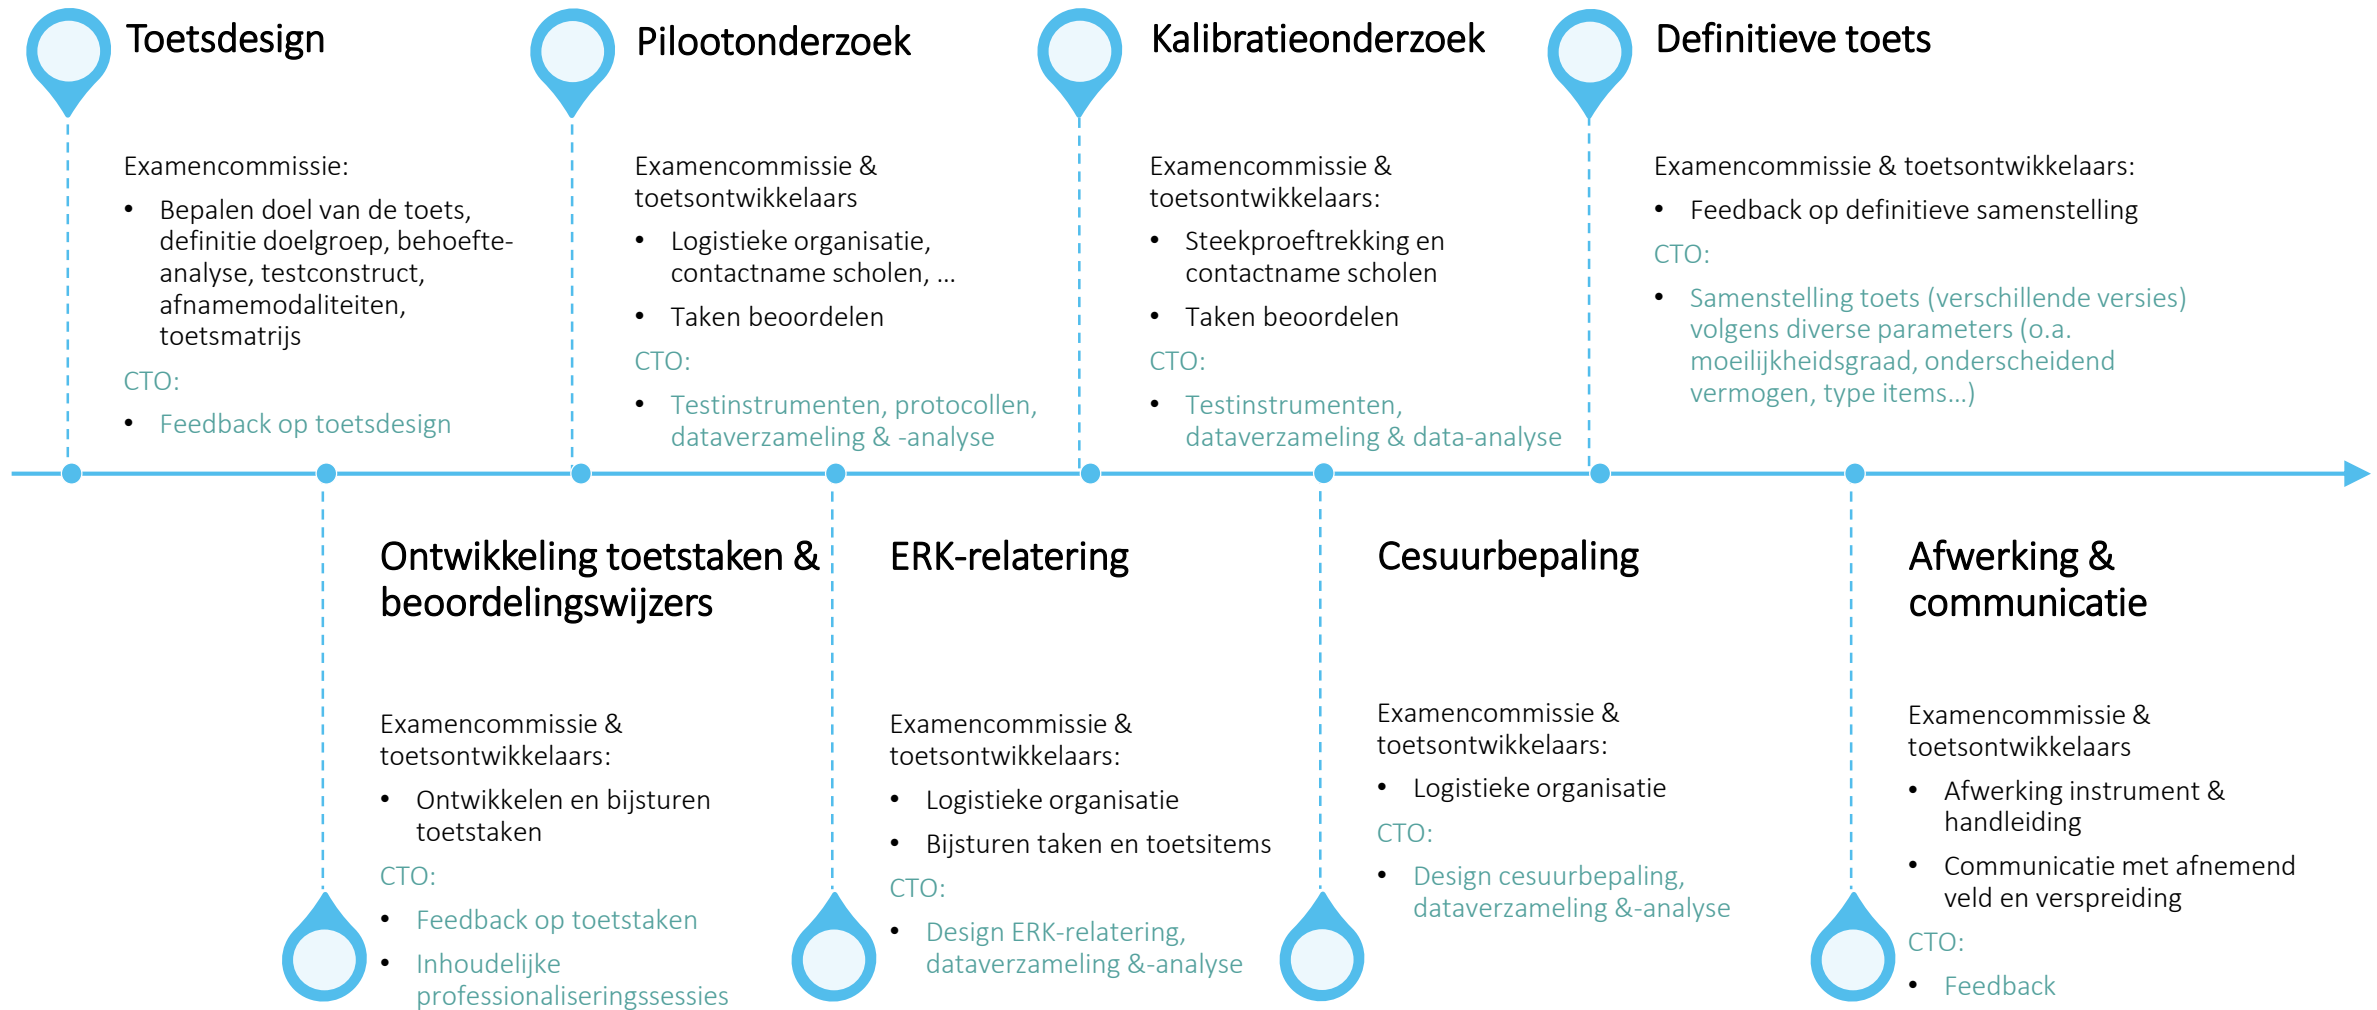 Toetsdesign
Examencommissie:
• Bepalen doel van de toets,
definitie doelgroep, behoefte-
analyse, testconstruct,
afnamemodaliteiten,
toetsmatrijs
CTO:
• Feedback op toetsdesign
Pilootonderzoek
Examencommissie &
toetsontwikkelaars
• Logistieke organisatie,
contactname scholen, ...
• Taken beoordelen
CTO:
• Testinstrumenten, protocollen,
dataverzameling & -analyse
Kalibratieonderzoek
Examencommissie &
toetsontwikkelaars:
• Steekproeftrekking en
contactname scholen
• Taken beoordelen
CTO:
• Testinstrumenten,
dataverzameling & data-analyse
Definitieve toets
Examencommissie & toetsontwikkelaars:
• Feedback op definitieve samenstelling
CTO:
• Samenstelling toets (verschillende versies)
volgens diverse parameters (o.a.
moeilijkheidsgraad, onderscheidend
vermogen, type items...)
Ontwikkeling toetstaken &
beoordelingswijzers
Examencommissie &
toetsontwikkelaars:
• Ontwikkelen en bijsturen
toetstaken
CTO:
• Feedback op toetstaken
• Inhoudelijke
professionaliseringssessies
ERK-relatering
Examencommissie &
toetsontwikkelaars:
• Logistieke organisatie
• Bijsturen taken en toetsitems
CTO:
• Design ERK-relatering,
dataverzameling &-analyse
Cesuurbepaling
Examencommissie &
toetsontwikkelaars:
• Logistieke organisatie
CTO:
• Design cesuurbepaling,
dataverzameling &-analyse
Afwerking &
communicatie
Examencommissie &
toetsontwikkelaars
• Afwerking instrument &
handleiding
• Communicatie met afnemend
veld en verspreiding
CTO:
• Feedback